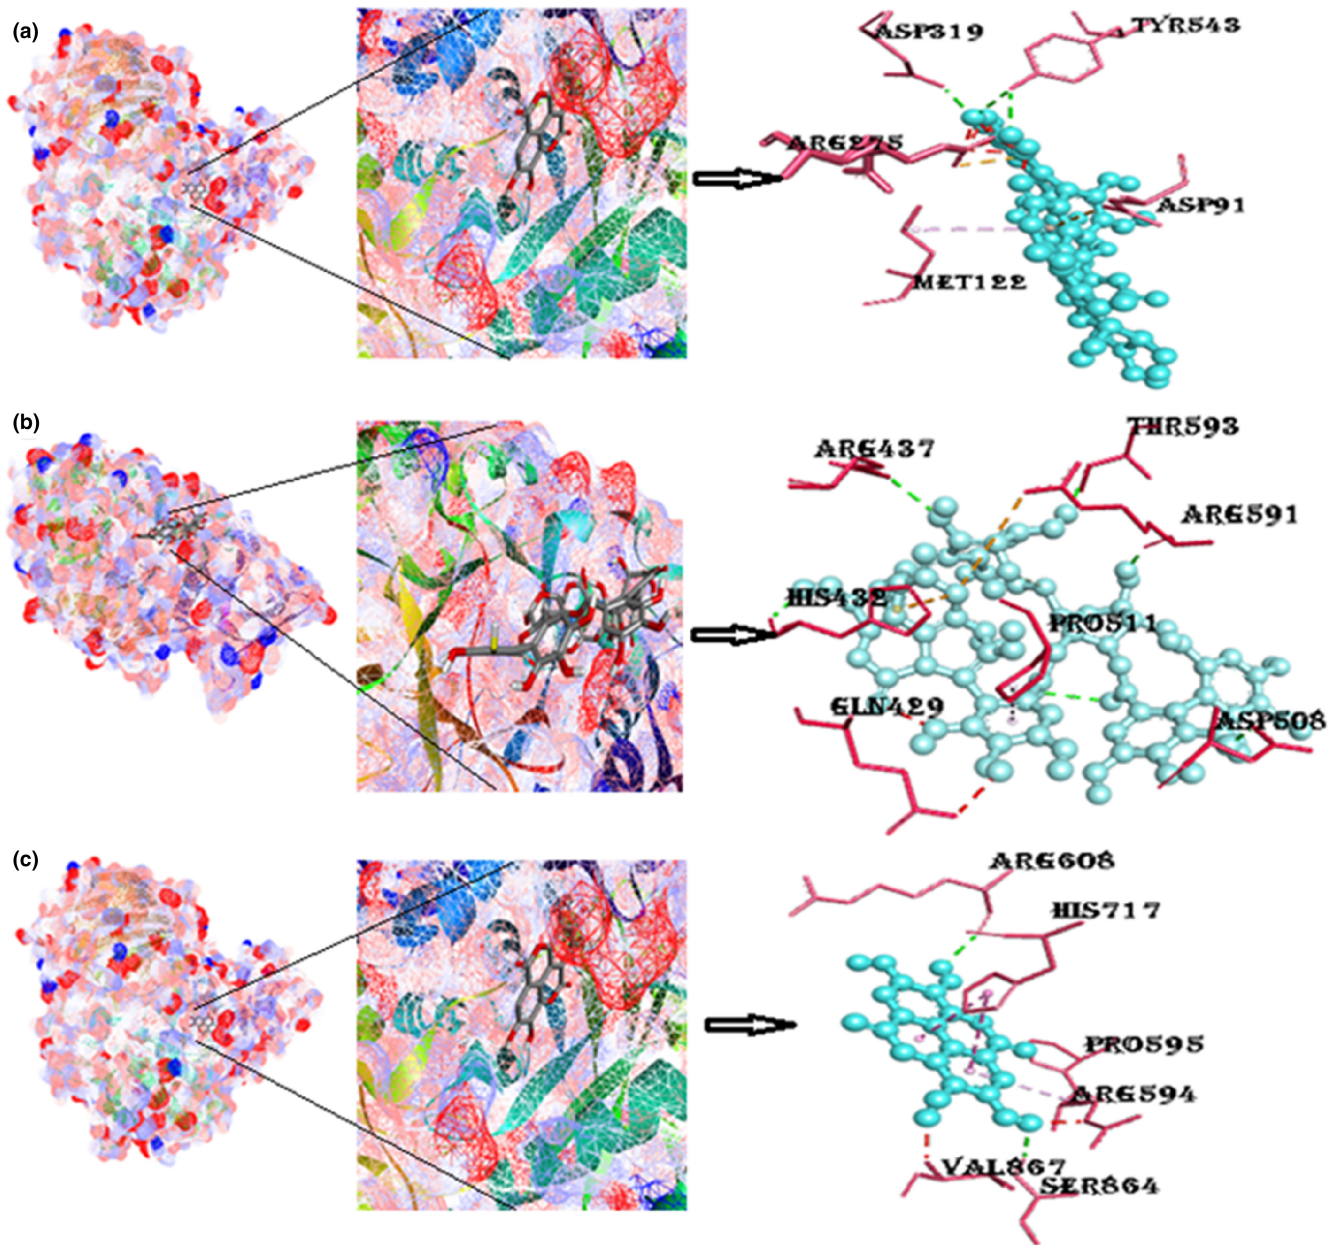 (a)
ASP319
TYR543
ARG275
ASP91
MET122
(b)
THR593
ARG437
ARG591
HIS432
PRO511
GLN429
ASP508
(c)
ARG608
HIS717
PRO595
ARG594
VAL867
SER864